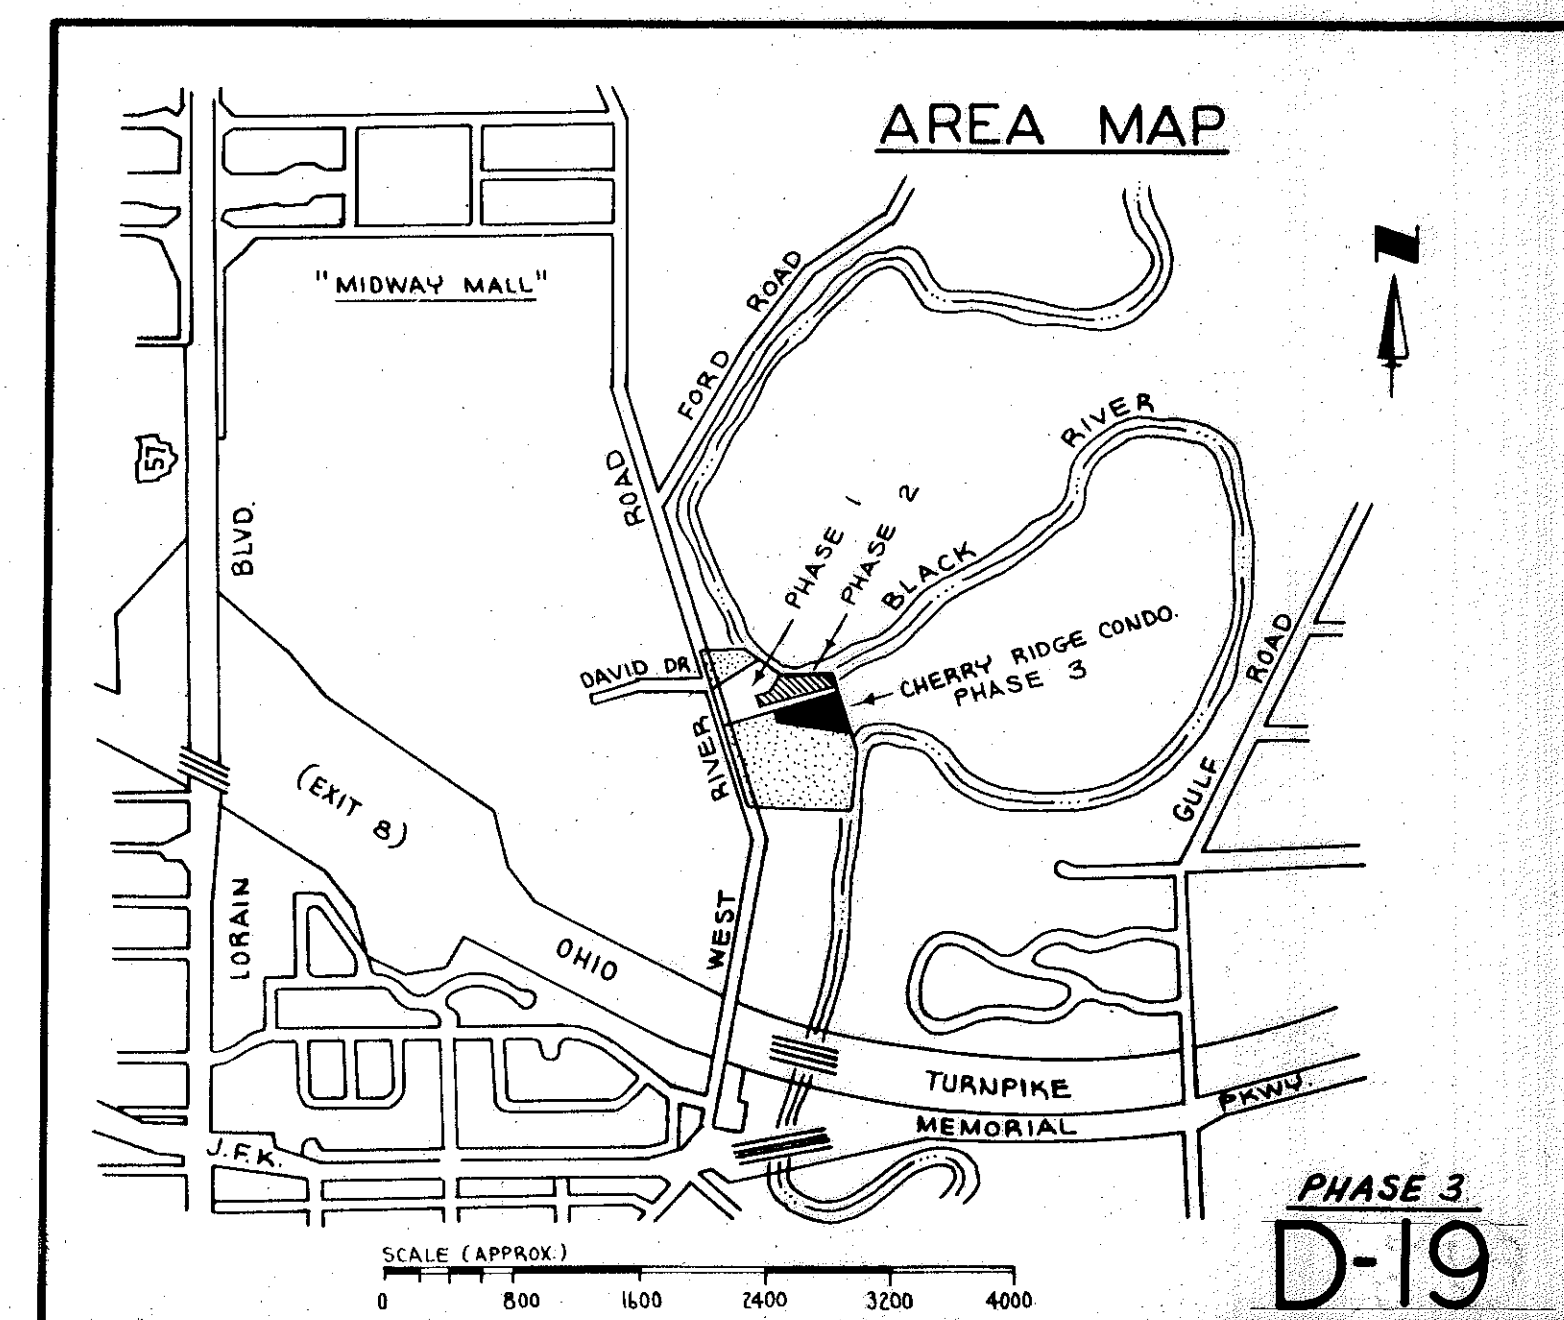 AREA MAP
"MIDWAY MALL"
FORD ROAD
57
BLVD.
ROAD
RIVER
BLACK
PHASE 1
PHASE 2
DAVID DR.
CHERRY RIDGE CONDO.
PHASE 3
ROAD
GULF
RIVER
(EXIT 8)
LORAIN
WEST
OHIO
TURNPIKE
MEMORIAL
PKWY.
J.F.K.
PHASE 3
D-19
SCALE (APPROX.)
0 800 1600 2400 3200 4000
N